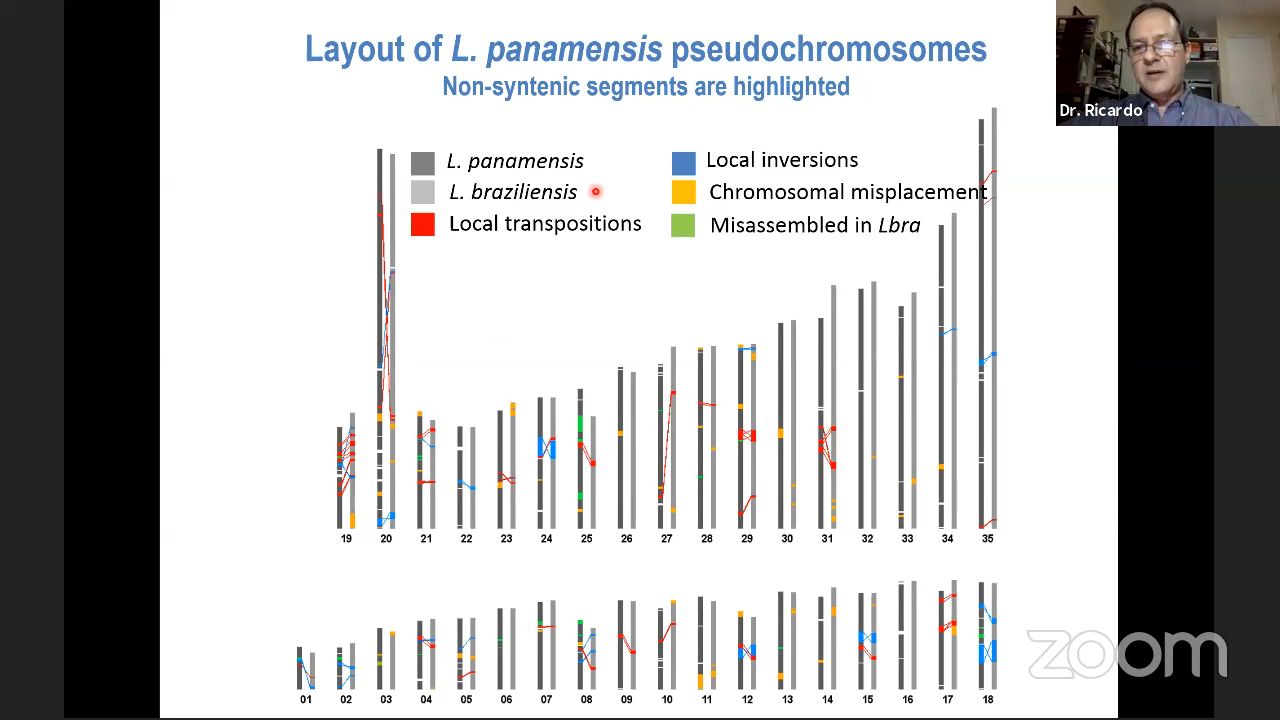 Layout of L. panamensis pseudochromosomes
Non-syntenic segments are highlighted
Dr. Ricardo
L. panamensis
L. braziliensis
Local transpositions
Local inversions
Chromosomal misplacement
Misassembled in Lbra
19 20 21 22 23 24 25 26 27 28 29 30 31 32 33 34 35
01 02 03 04 05 06 07 08 09 10 11 12 13 14 15 16 17 18
zoom